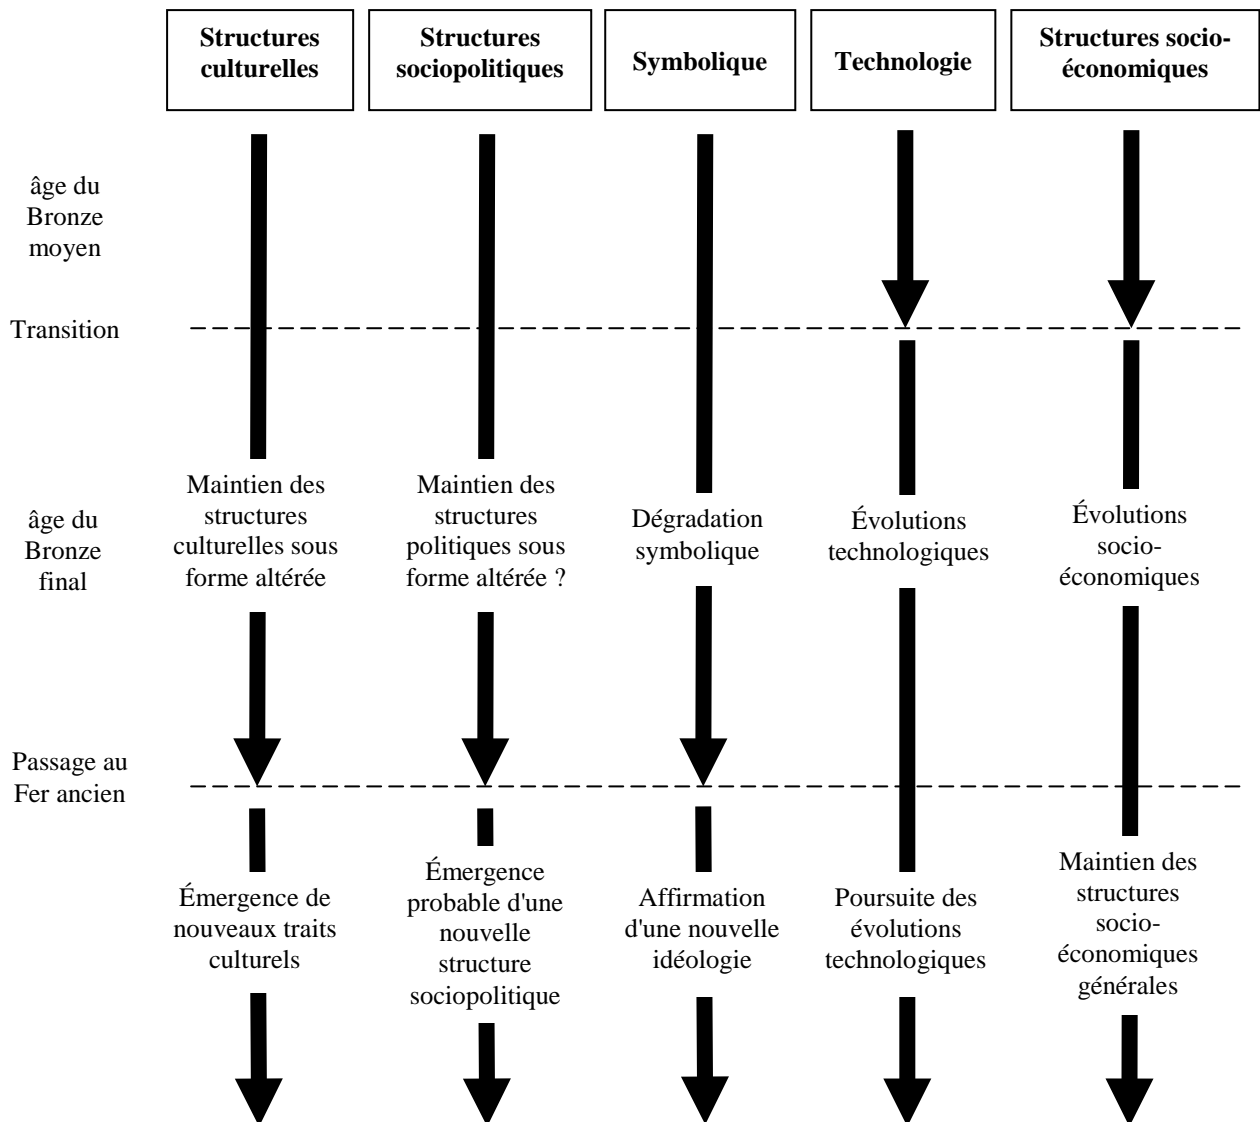 Structures
culturelles
Structures
sociopolitiques
Symbolique
Technologie
Structures socio-
économiques
âge du
Bronze
moyen
Transition
âge du
Bronze
final
Maintien des
structures
culturelles sous
forme altérée
Maintien des
structures
politiques sous
forme altérée ?
Dégradation
symbolique
Évolutions
technologiques
Évolutions
socio-
économiques
Passage au
Fer ancien
Émergence de
nouveaux traits
culturels
Émergence
probable d'une
nouvelle
structure
sociopolitique
Affirmation
d'une nouvelle
idéologie
Poursuite des
évolutions
technologiques
Maintien des
structures
socio-
économiques
générales